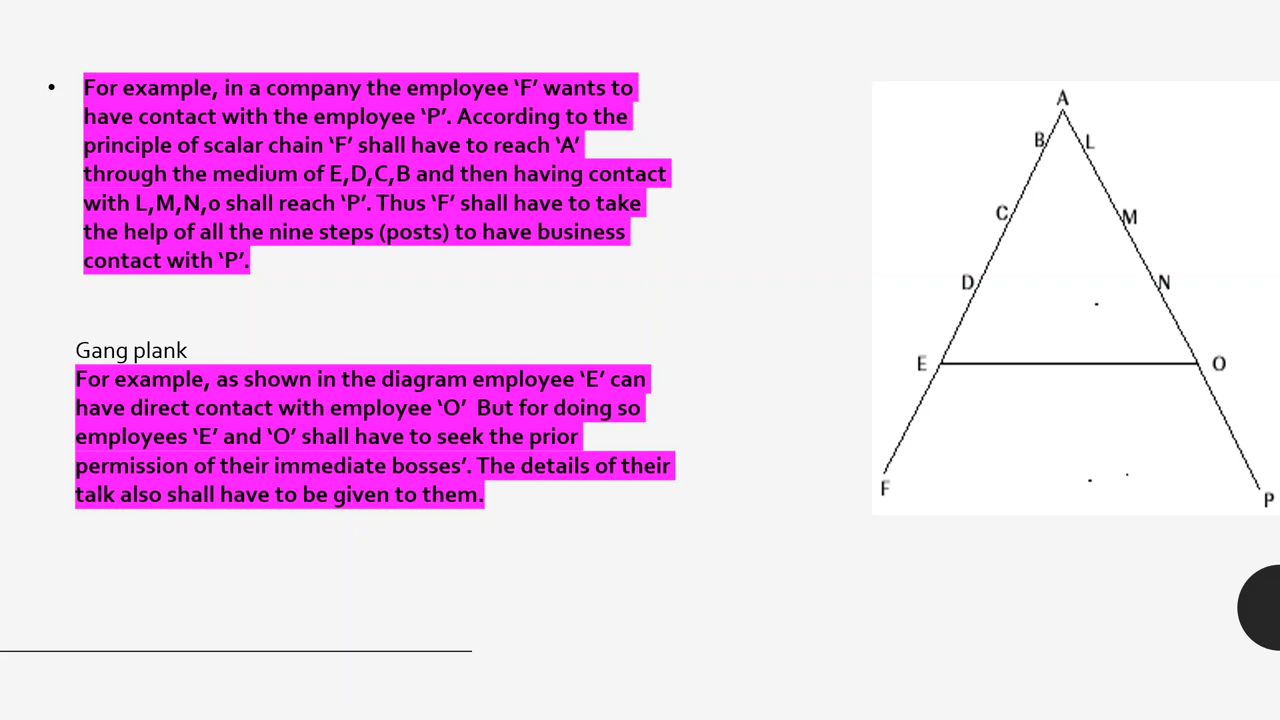 • For example, in a company the employee ‘F’ wants to
have contact with the employee ‘P’. According to the
principle of scalar chain ‘F’ shall have to reach ‘A’
through the medium of E,D,C,B and then having contact
with L,M,N,o shall reach ‘P’. Thus ‘F’ shall have to take
the help of all the nine steps (posts) to have business
contact with ‘P’.
Gang plank
For example, as shown in the diagram employee ‘E’ can
have direct contact with employee ‘O’ But for doing so
employees ‘E’ and ‘O’ shall have to seek the prior
permission of their immediate bosses’. The details of their
talk also shall have to be given to them.
A
B L
C M
D N
E O
F P